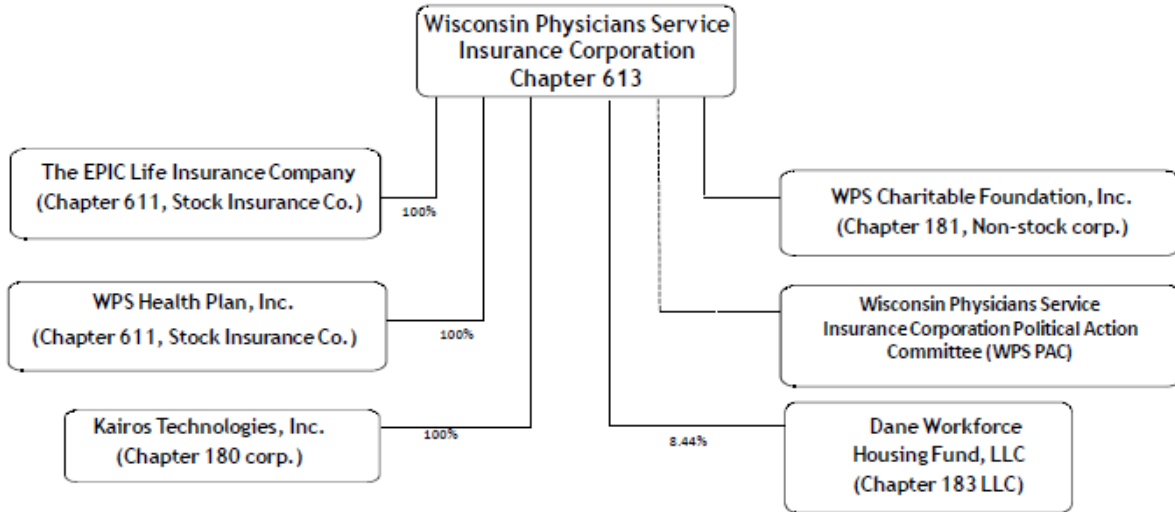 Wisconsin Physicians Service
Insurance Corporation
Chapter 613
The EPIC Life Insurance Company
(Chapter 611, Stock Insurance Co.)
100%
WPS Health Plan, Inc.
(Chapter 611, Stock Insurance Co.)
100%
Kairos Technologies, Inc.
(Chapter 180 corp.)
100%
WPS Charitable Foundation, Inc.
(Chapter 181, Non-stock corp.)
Wisconsin Physicians Service
Insurance Corporation Political Action
Committee (WPS PAC)
8.44%
Dane Workforce
Housing Fund, LLC
(Chapter 183 LLC)